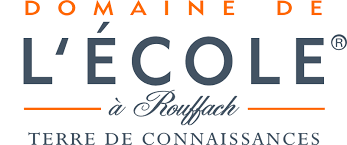 DOMAINE DE
L'ÉCOLE®
à Rouffach
TERRE DE CONNAISSANCES